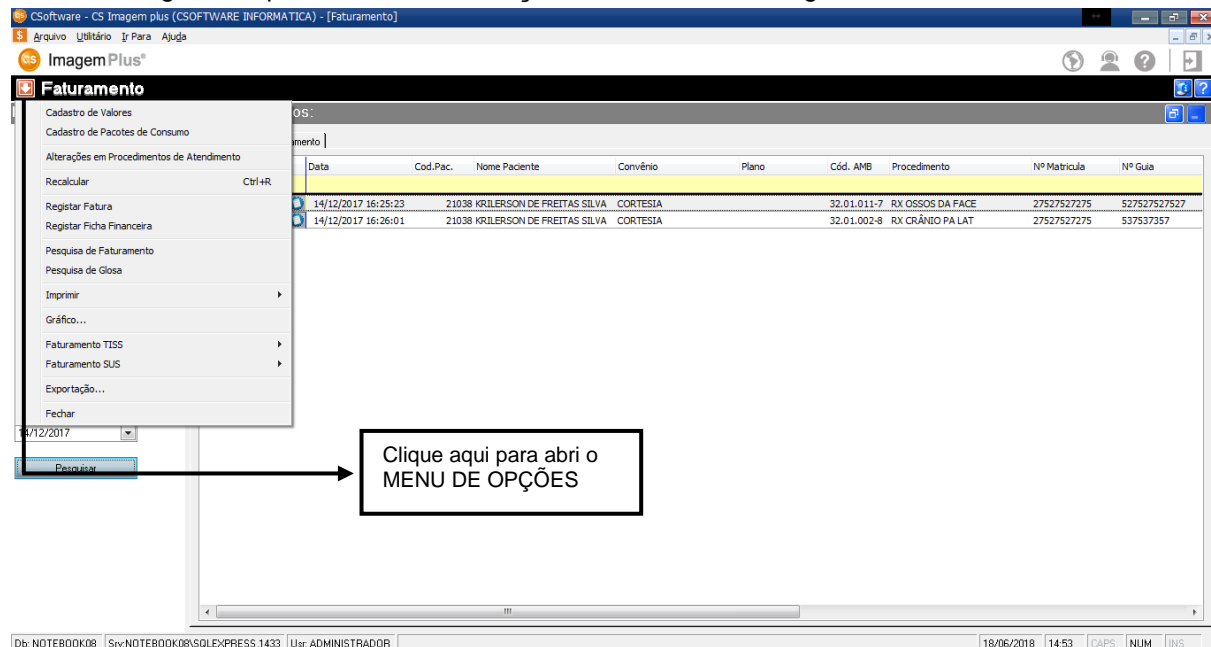 CSoftware - CS Imagem plus (CSOFTWARE INFORMATICA) - [Faturamento]
Arquivo Utilitário Ir Para Ajuda
CS ImagemPlus®
Faturamento
os:
amento
Cadastro de Valores
Cadastro de Pacotes de Consumo
Alterações em Procedimentos de Atendimento
Recalcular Ctrl+R
Registar Fatura
Registar Ficha Financeira
Pesquisa de Faturamento
Pesquisa de Glosa
Imprimir
Gráfico...
Faturamento TISS
Faturamento SUS
Exportação...
Fechar
Data Cod.Pac. Nome Paciente Convênio Plano Cód. AMB Procedimento Nº Matricula Nº Guia
14/12/2017 16:25:23 21038 KRILERSON DE FREITAS SILVA CORTESIA 32.01.011-7 RX OSSOS DA FACE 27527527275 527527527527
14/12/2017 16:26:01 21038 KRILERSON DE FREITAS SILVA CORTESIA 32.01.002-8 RX CRÂNIO PA LAT 27527527275 537537357
14/12/2017
Pesquisar
Clique aqui para abri o
MENU DE OPÇÕES
Db: NOTEBOOK08 Srv:NOTEBOOK08\SQLEXPRESS,1433 Usr: ADMINISTRADOR 18/06/2018 14:53 CAPS NUM INS